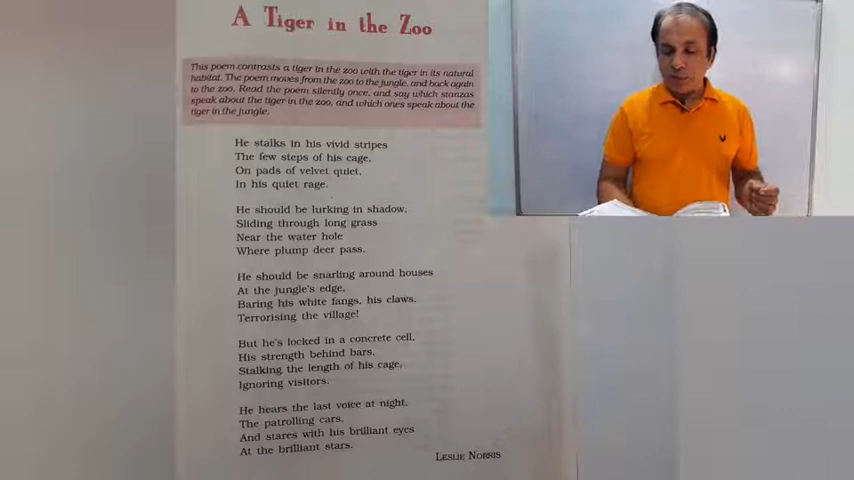 A Tiger in the Zoo
This poem contrasts a tiger in the zoo with the tiger in its natural
habitat. The poem moves from the zoo to the jungle, and back again
to the zoo. Read the poem silently once, and say which stanzas
speak about the tiger in the zoo, and which ones speak about the
tiger in the jungle.
He stalks in his vivid stripes
The few steps of his cage,
On pads of velvet quiet,
In his quiet rage.
He should be lurking in shadow,
Sliding through long grass
Near the water hole
Where plump deer pass.
He should be snarling around houses
At the jungle's edge,
Baring his white fangs, his claws,
Terrorising the village!
But he's locked in a concrete cell,
His strength behind bars,
Stalking the length of his cage,
Ignoring visitors.
He hears the last voice at night,
The patrolling cars,
And stares with his brilliant eyes
At the brilliant stars.
LESLIE NORRIS